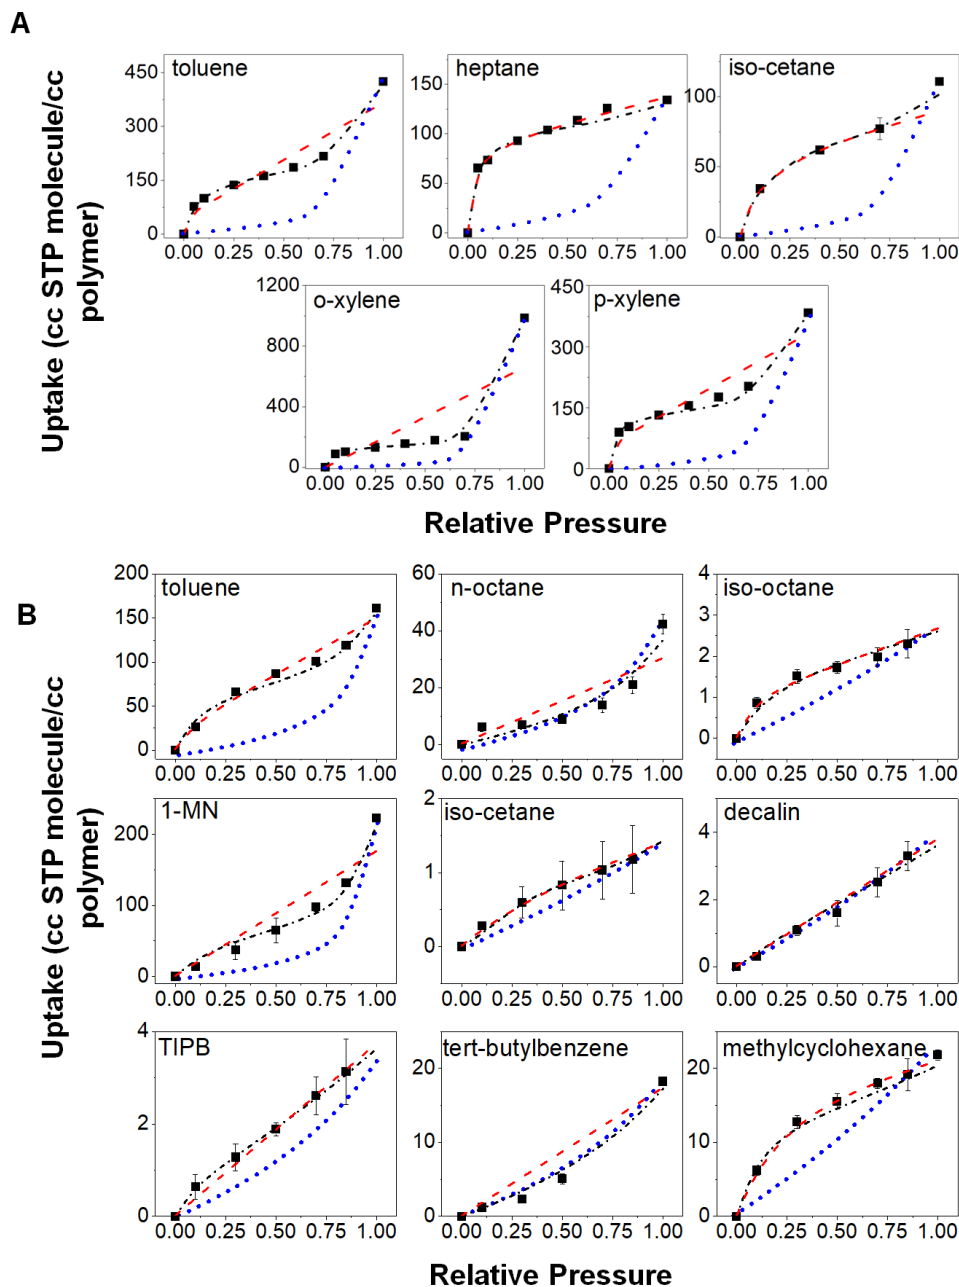 A
Uptake (cc STP molecule/cc
polymer)
toluene
450
300
150
0
0.00 0.25 0.50 0.75 1.00
heptane
150
100
50
0
0.00 0.25 0.50 0.75 1.00
iso-cetane
100
50
0
0.00 0.25 0.50 0.75 1.00
o-xylene
1200
800
400
0
0.00 0.25 0.50 0.75 1.00
p-xylene
450
300
150
0
0.00 0.25 0.50 0.75 1.00
Relative Pressure
B
Uptake (cc STP molecule/cc
polymer)
toluene
200
150
100
50
0
0.00 0.25 0.50 0.75 1.00
n-octane
60
40
20
0
0.00 0.25 0.50 0.75 1.00
iso-octane
4
3
2
1
0
0.00 0.25 0.50 0.75 1.00
1-MN
200
100
0
0.00 0.25 0.50 0.75 1.00
iso-cetane
2
1
0
0.00 0.25 0.50 0.75 1.00
decalin
4
2
0
0.00 0.25 0.50 0.75 1.00
TIPB
4
2
0
0.00 0.25 0.50 0.75 1.00
tert-butylbenzene
20
10
0
0.00 0.25 0.50 0.75 1.00
methylcyclohexane
20
10
0
0.00 0.25 0.50 0.75 1.00
Relative Pressure